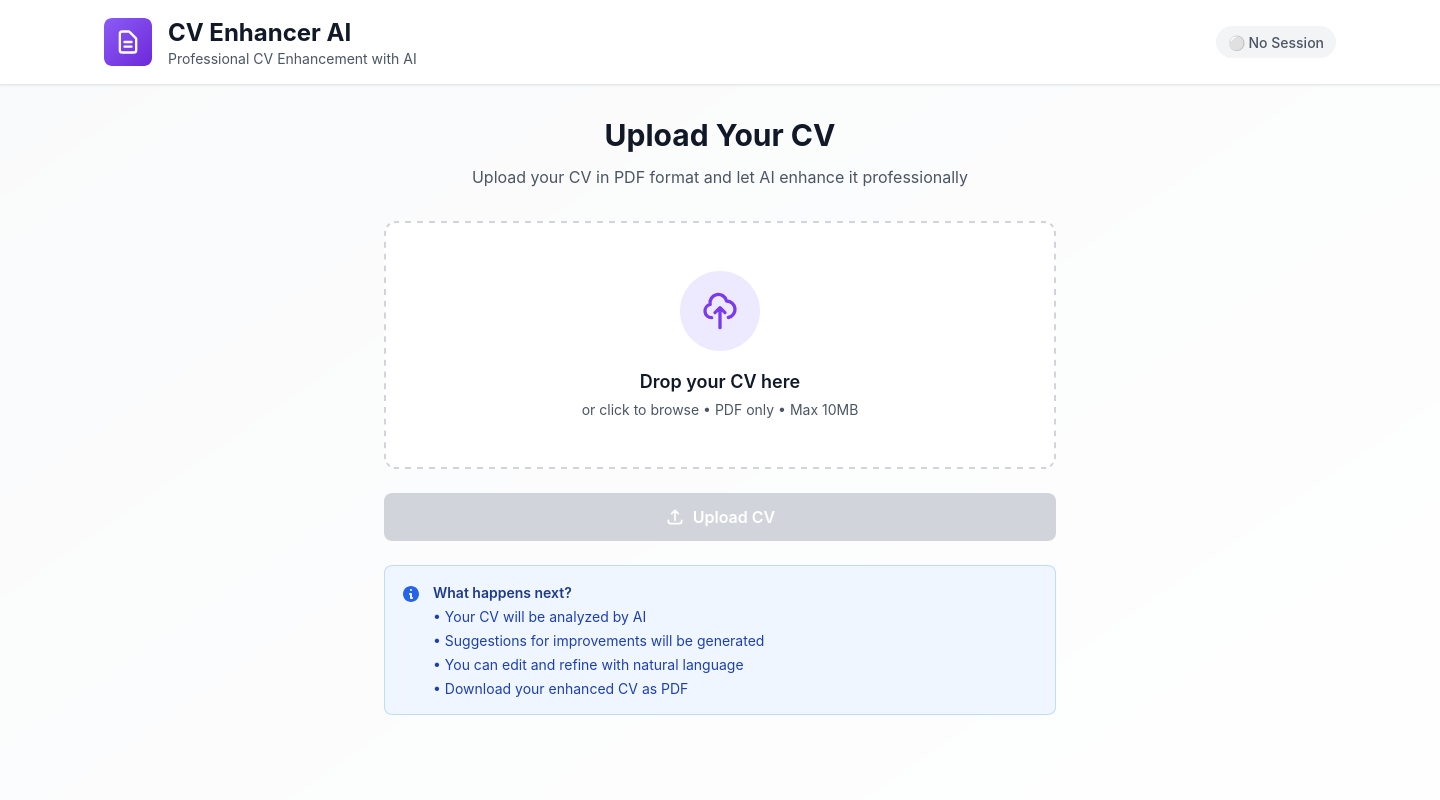 CV Enhancer AI
Professional CV Enhancement with AI
No Session
Upload Your CV
Upload your CV in PDF format and let AI enhance it professionally
Drop your CV here
or click to browse • PDF only • Max 10MB
Upload CV
What happens next?
• Your CV will be analyzed by AI
• Suggestions for improvements will be generated
• You can edit and refine with natural language
• Download your enhanced CV as PDF